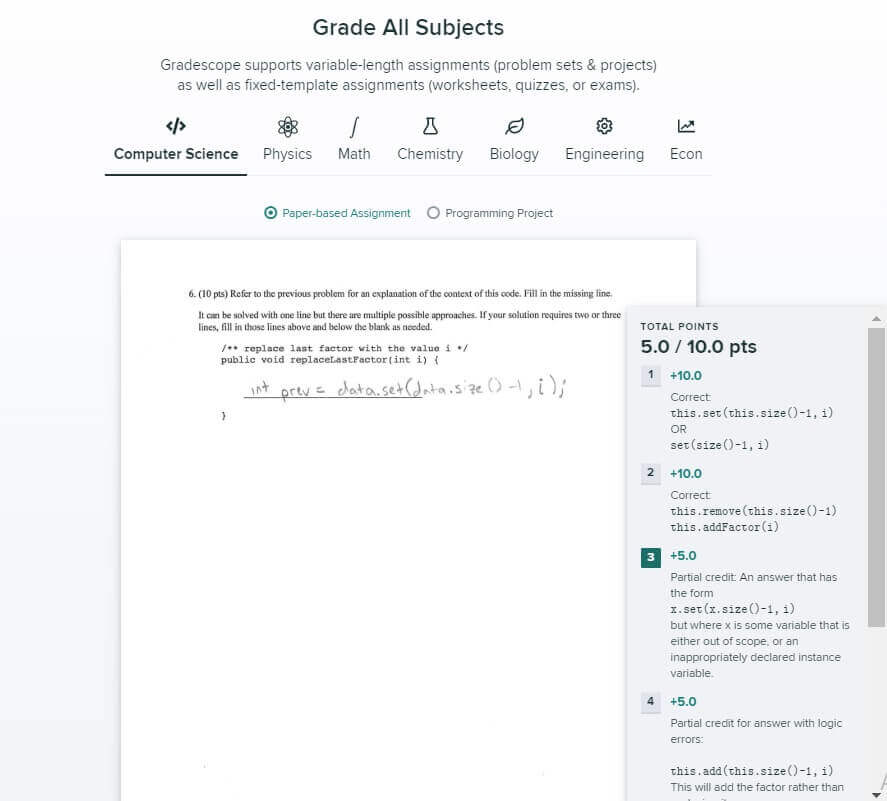 Grade All Subjects
Gradescope supports variable-length assignments (problem sets & projects)
as well as fixed-template assignments (worksheets, quizzes, or exams).
</>
Computer Science
Physics
Math
Chemistry
Biology
Engineering
Econ
Paper-based Assignment
Programming Project
6. (10 pts) Refer to the previous problem for an explanation of the context of this code. Fill in the missing line.
It can be solved with one line but there are multiple possible approaches. If your solution requires two or three
lines, fill in those lines above and below the blank as needed.
/** replace last factor with the value i */
public void replaceLastFactor(int i) {
int prev = data.set(data.size()-1, i);
}
TOTAL POINTS
5.0 / 10.0 pts
1 +10.0
Correct:
this.set(this.size()-1, i)
OR
set(size()-1, i)
2 +10.0
Correct:
this.remove(this.size()-1)
this.addFactor(i)
3 +5.0
Partial credit: An answer that has
the form
x.set(x.size()-1, i)
but where x is some variable that is
either out of scope, or an
inappropriately declared instance
variable.
4 +5.0
Partial credit for answer with logic
errors:
this.add(this.size()-1, i)
This will add the factor rather than